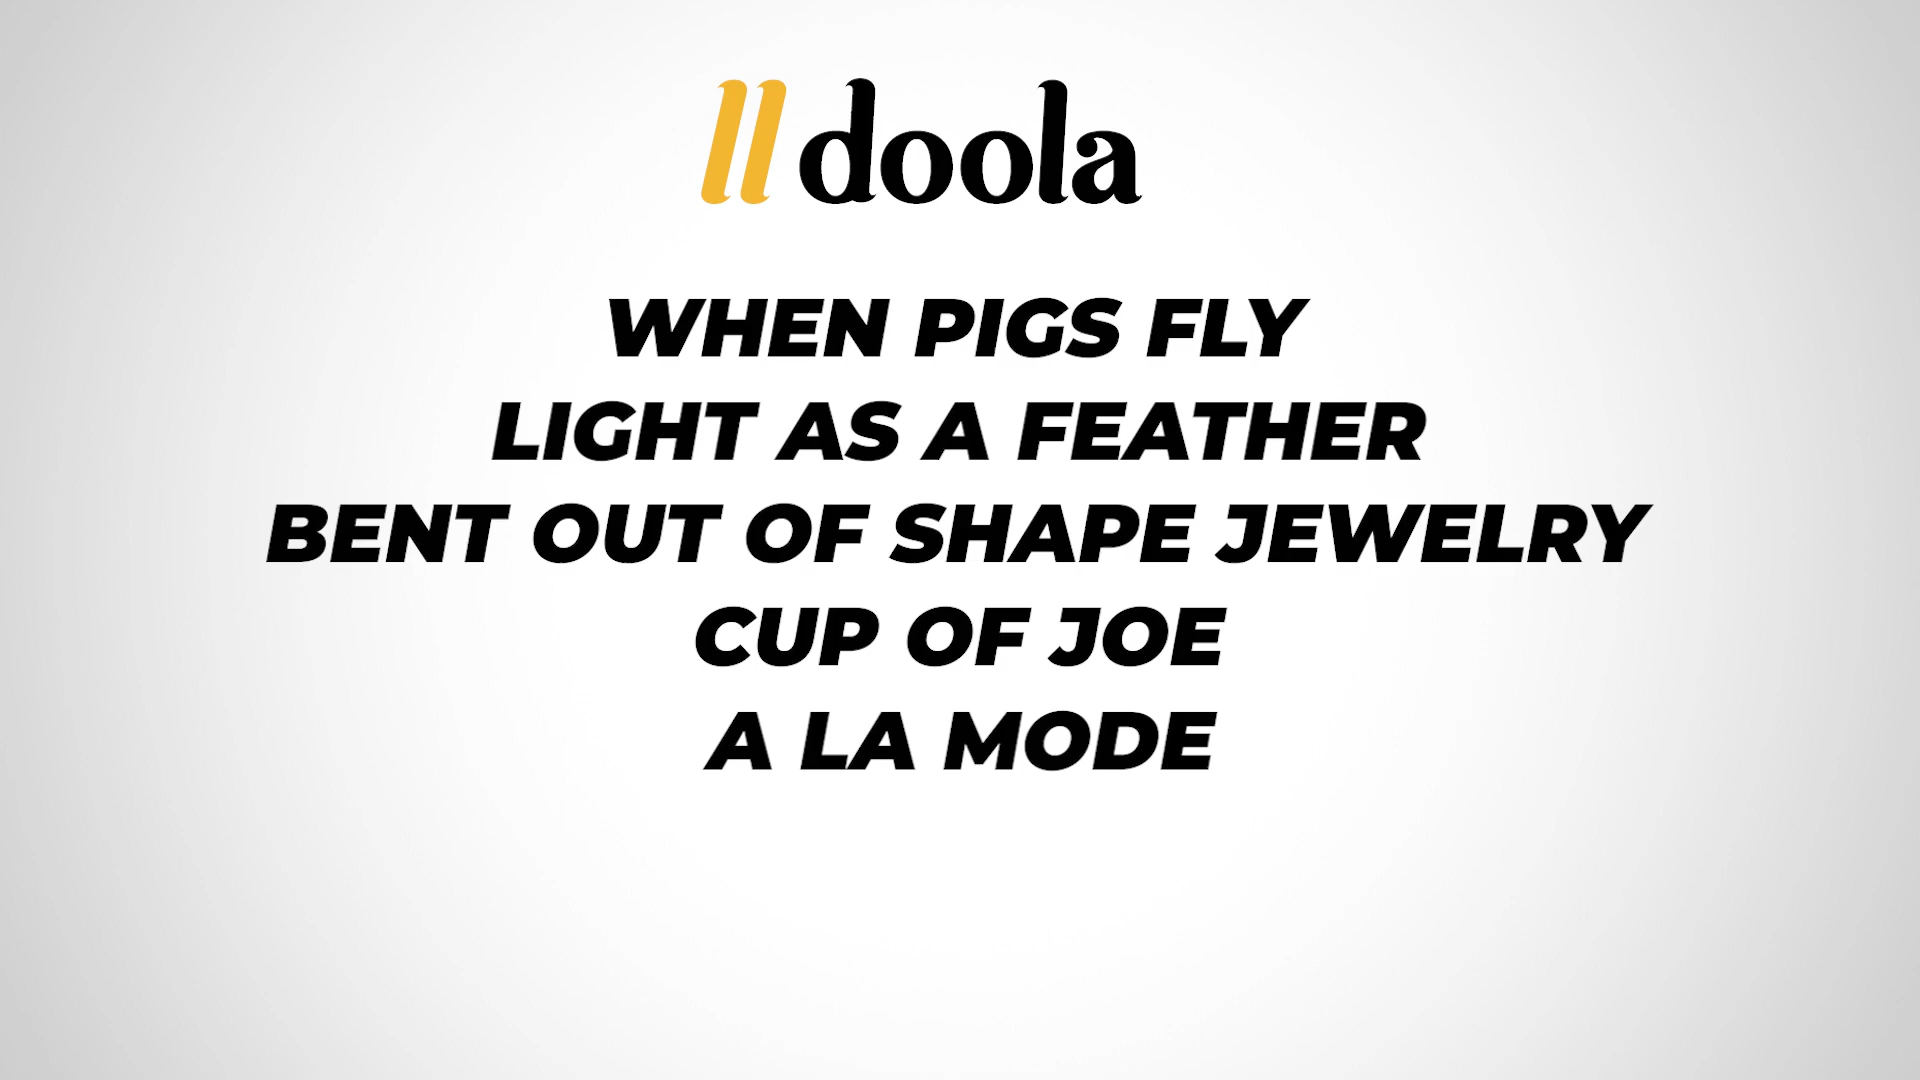 doola
WHEN PIGS FLY
LIGHT AS A FEATHER
BENT OUT OF SHAPE JEWELRY
CUP OF JOE
A LA MODE